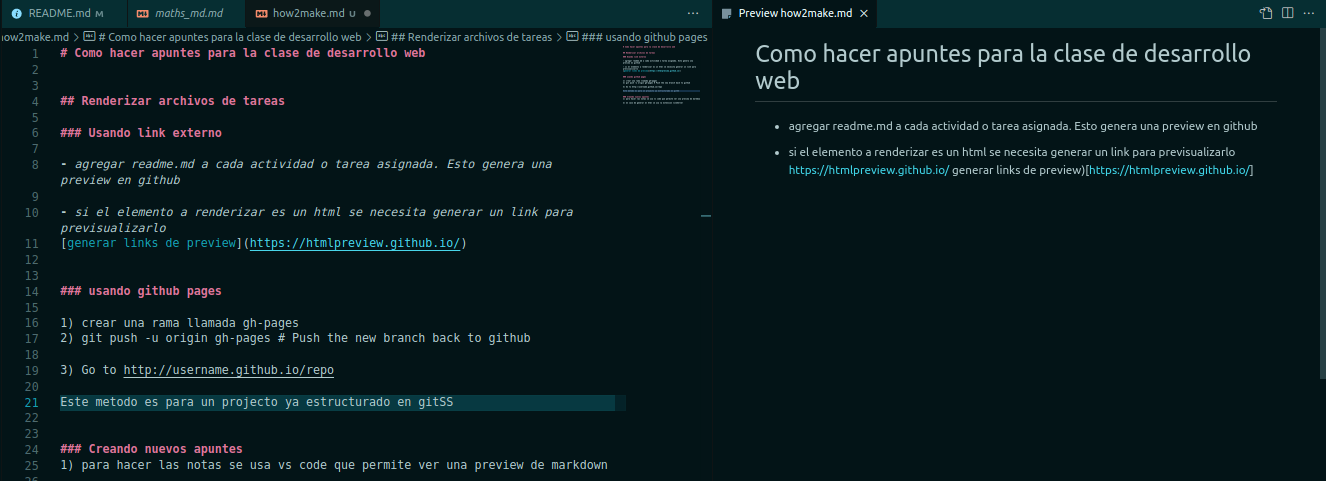 README.md M
maths_md.md
how2make.md U
Preview how2make.md
how2make.md > # Como hacer apuntes para la clase de desarrollo web > ## Renderizar archivos de tareas > ### usando github pages
1 # Como hacer apuntes para la clase de desarrollo web
2
3
4 ## Renderizar archivos de tareas
5
6 ### Usando link externo
7
8 - agregar readme.md a cada actividad o tarea asignada. Esto genera una
preview en github
9
10 - si el elemento a renderizar es un html se necesita generar un link para
previsualizarlo
11 [generar links de preview](https://htmlpreview.github.io/)
12
13
14 ### usando github pages
15
16 1) crear una rama llamada gh-pages
17 2) git push -u origin gh-pages # Push the new branch back to github
18
19 3) Go to http://username.github.io/repo
20
21 Este metodo es para un projecto ya estructurado en gitSS
22
23
24 ### Creando nuevos apuntes
25 1) para hacer las notas se usa vs code que permite ver una preview de markdown
Como hacer apuntes para la clase de desarrollo
web
• agregar readme.md a cada actividad o tarea asignada. Esto genera una preview en github
• si el elemento a renderizar es un html se necesita generar un link para previsualizarlo
https://htmlpreview.github.io/ generar links de preview)[https://htmlpreview.github.io/]